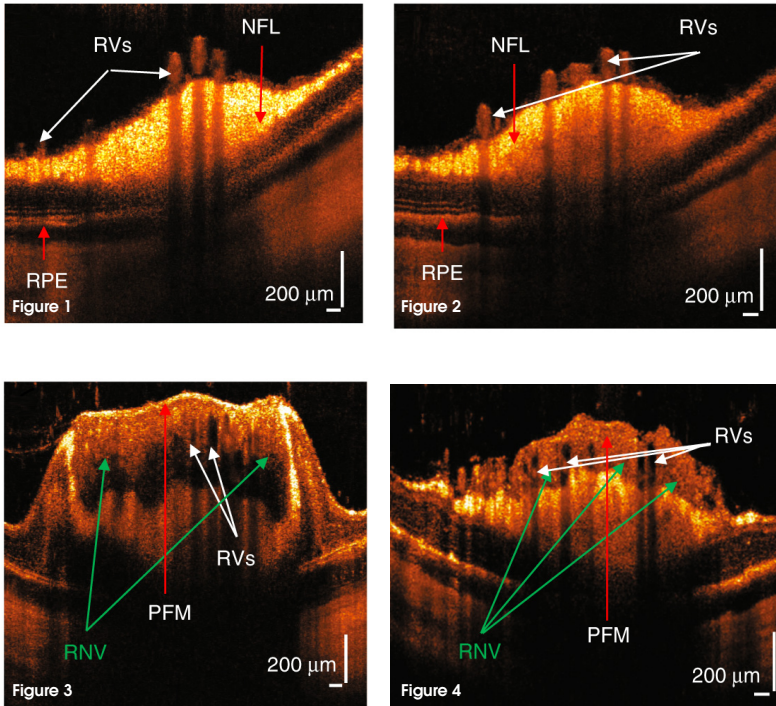 RVs
NFL
RPE
200 µm
Figure 1
NFL
RVs
RPE
200 µm
Figure 2
RVs
PFM
RNV
200 µm
Figure 3
RVs
PFM
RNV
200 µm
Figure 4